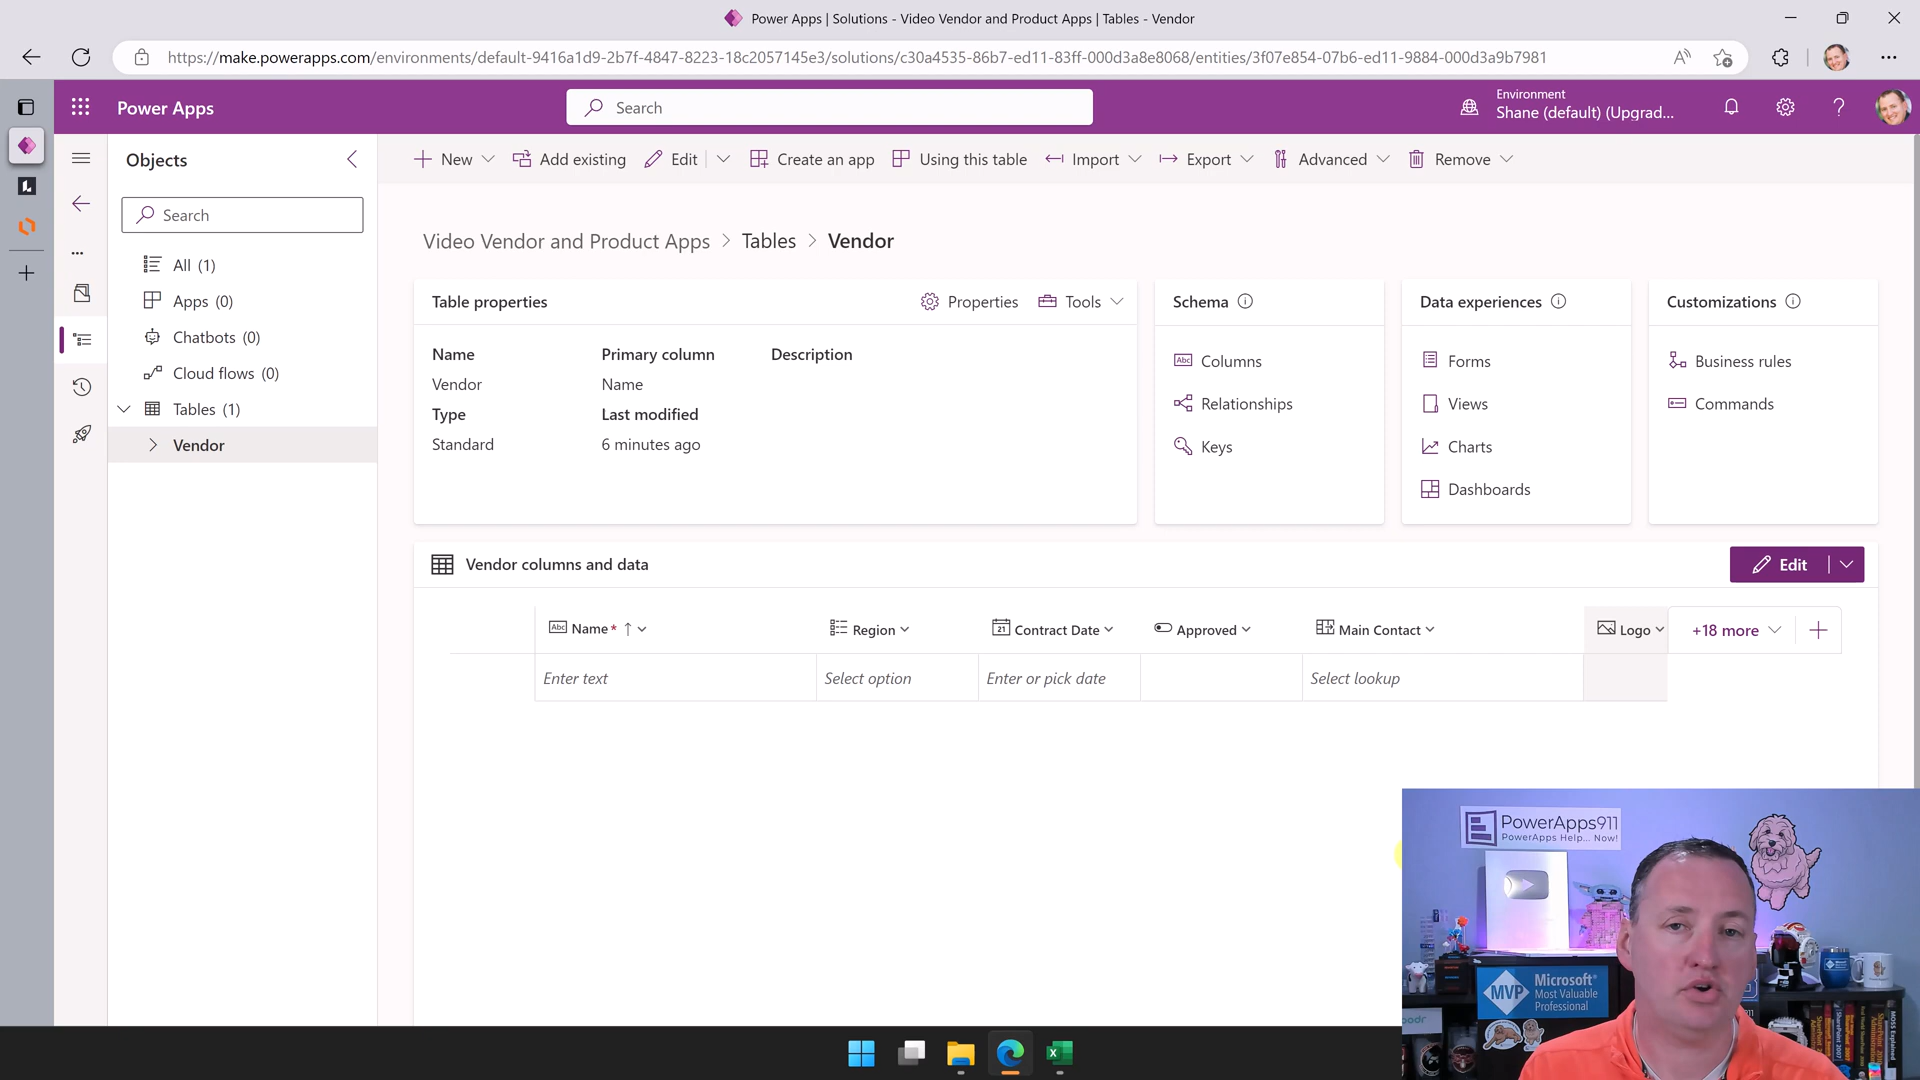 Power Apps | Solutions - Video Vendor and Product Apps | Tables - Vendor
https://make.powerapps.com/environments/default-9416a1d9-2b7f-4847-8223-18c2057145e3/solutions/c30a4535-86b7-ed11-83ff-000d3a8e8068/entities/3f07e854-07b6-ed11-9884-000d3a9b7981
Power Apps
Search
Environment
Shane (default) (Upgrad...
Objects
New
Add existing
Edit
Create an app
Using this table
Import
Export
Advanced
Remove
Search
All (1)
Apps (0)
Chatbots (0)
Cloud flows (0)
Tables (1)
Vendor
Video Vendor and Product Apps > Tables > Vendor
Table properties
Properties
Tools
Name
Primary column
Description
Vendor
Name
Type
Last modified
Standard
6 minutes ago
Schema
Columns
Relationships
Keys
Data experiences
Forms
Views
Charts
Dashboards
Customizations
Business rules
Commands
Vendor columns and data
Edit
Name *
Region
Contract Date
Approved
Main Contact
Logo
+18 more
Enter text
Select option
Enter or pick date
Select lookup
PowerApps911
PowerApps Help... Now!
MVP
Microsoft®
Most Valuable
Professional